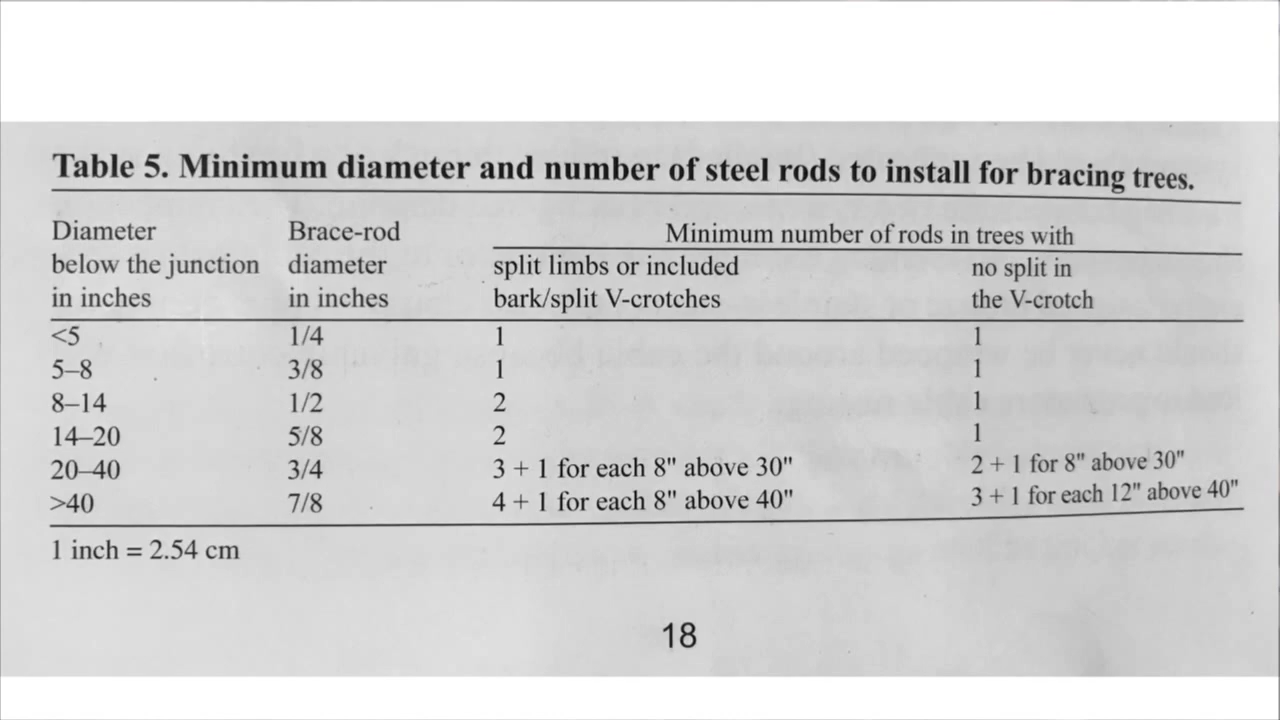 Table 5. Minimum diameter and number of steel rods to install for bracing trees.
Diameter Brace-rod Minimum number of rods in trees with
below the junction diameter split limbs or included no split in
in inches in inches bark/split V-crotches the V-crotch
<5 1/4 1 1
5–8 3/8 1 1
8–14 1/2 2 1
14–20 5/8 2 1
20–40 3/4 3 + 1 for each 8" above 30" 2 + 1 for 8" above 30"
>40 7/8 4 + 1 for each 8" above 40" 3 + 1 for each 12" above 40"
1 inch = 2.54 cm
18